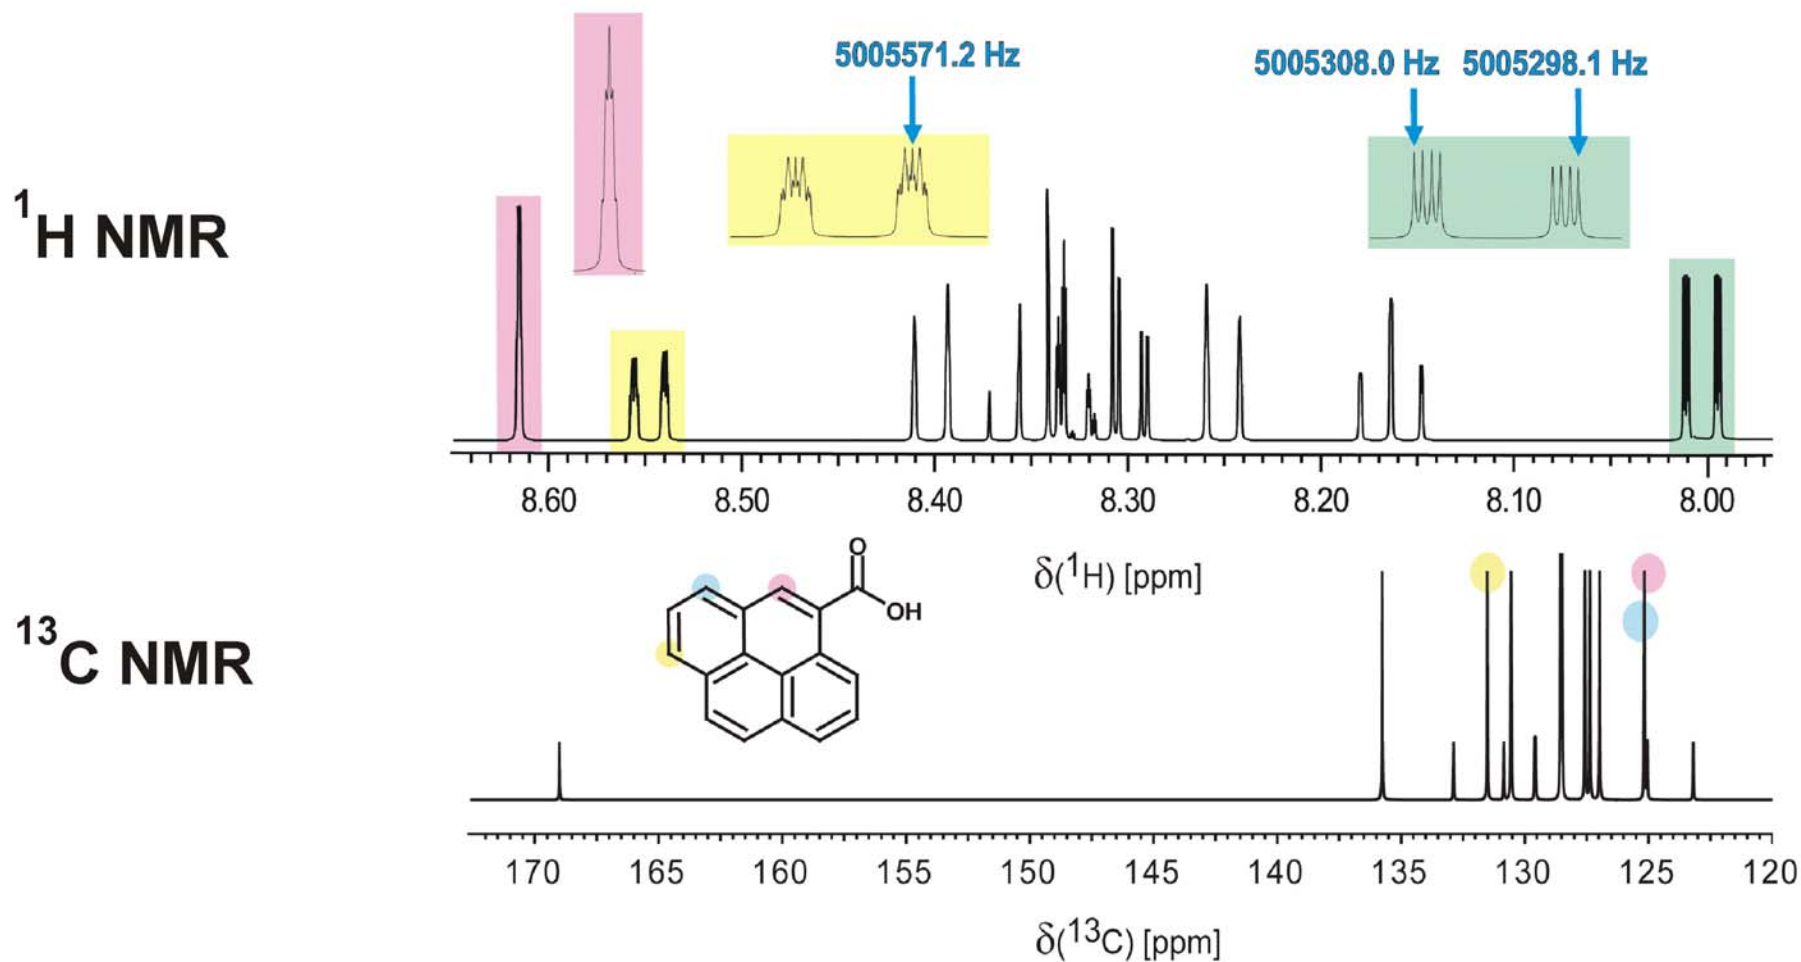 5005571.2 Hz
5005308.0 Hz 5005298.1 Hz
1H NMR
8.60 8.50 8.40 8.30 8.20 8.10 8.00
δ(1H) [ppm]
O
OH
13C NMR
170 165 160 155 150 145 140 135 130 125 120
δ(13C) [ppm]